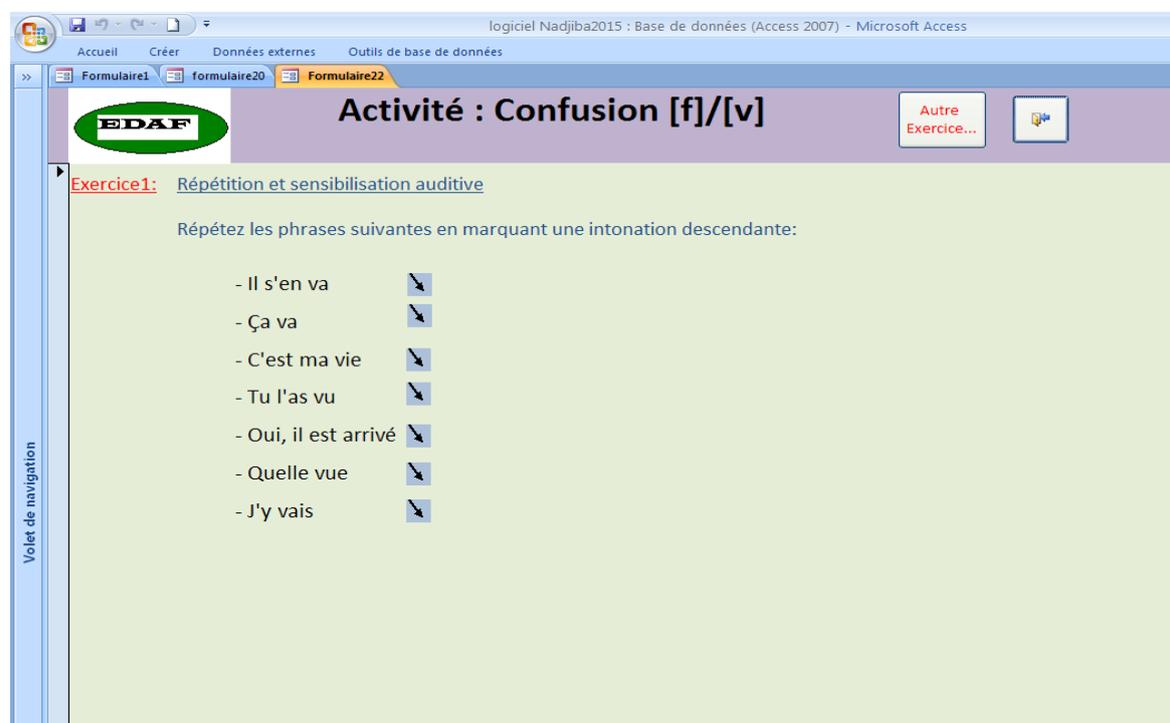 logiciel Nadjiba2015 : Base de données (Access 2007) - Microsoft Access
Accueil Créer Données externes Outils de base de données
» Formulaire1 formulaire20 Formulaire22
EDAF
Activité : Confusion [f]/[v]
Autre
Exercice...
Exercice1: Répétition et sensibilisation auditive
Répétez les phrases suivantes en marquant une intonation descendante:
- Il s'en va
- Ça va
- C'est ma vie
- Tu l'as vu
- Oui, il est arrivé
- Quelle vue
- J'y vais
Volet de navigation